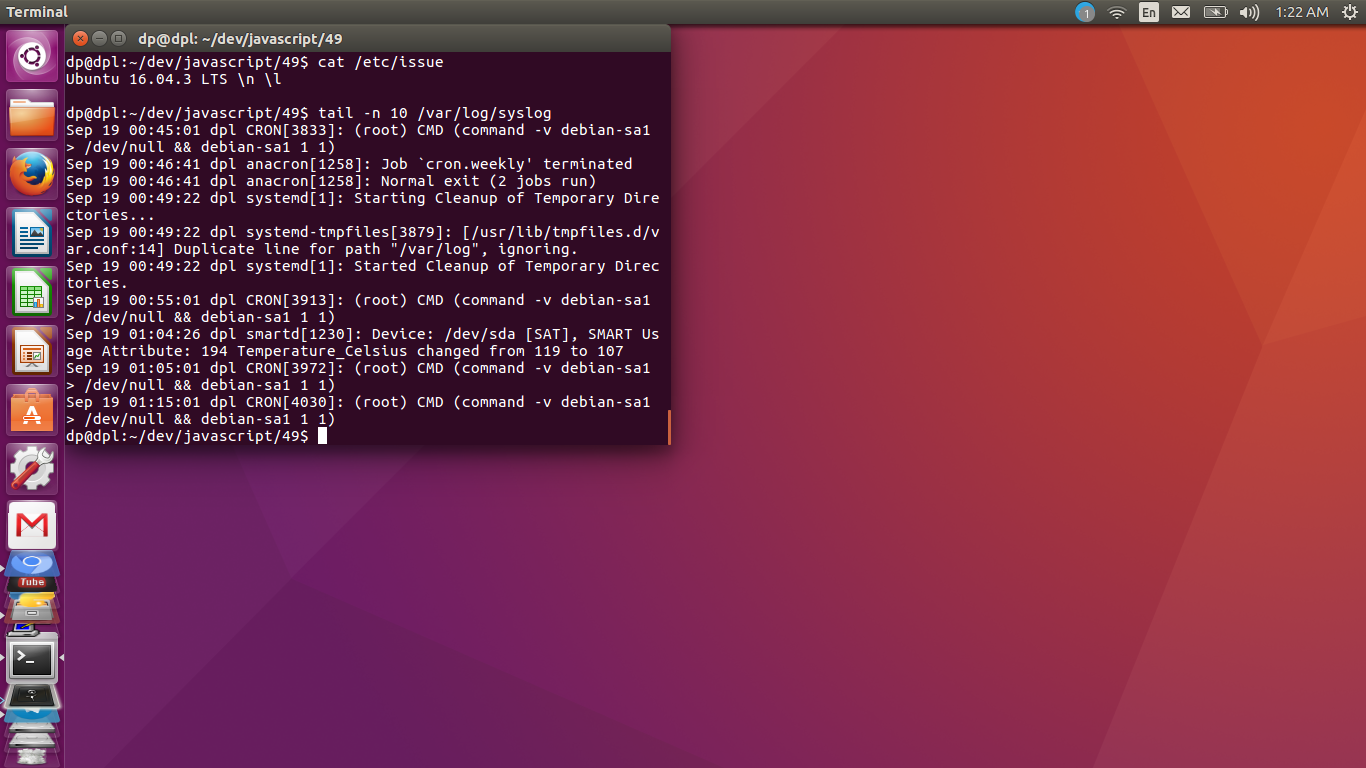 Terminal
1
En
1:22 AM
dp@dpl: ~/dev/javascript/49
dp@dpl:~/dev/javascript/49$ cat /etc/issue
Ubuntu 16.04.3 LTS \n \l
dp@dpl:~/dev/javascript/49$ tail -n 10 /var/log/syslog
Sep 19 00:45:01 dpl CRON[3833]: (root) CMD (command -v debian-sa1
> /dev/null && debian-sa1 1 1)
Sep 19 00:46:41 dpl anacron[1258]: Job `cron.weekly' terminated
Sep 19 00:46:41 dpl anacron[1258]: Normal exit (2 jobs run)
Sep 19 00:49:22 dpl systemd[1]: Starting Cleanup of Temporary Dire
ctories...
Sep 19 00:49:22 dpl systemd-tmpfiles[3879]: [/usr/lib/tmpfiles.d/v
ar.conf:14] Duplicate line for path "/var/log", ignoring.
Sep 19 00:49:22 dpl systemd[1]: Started Cleanup of Temporary Direc
tories.
Sep 19 00:55:01 dpl CRON[3913]: (root) CMD (command -v debian-sa1
> /dev/null && debian-sa1 1 1)
Sep 19 01:04:26 dpl smartd[1230]: Device: /dev/sda [SAT], SMART Us
age Attribute: 194 Temperature_Celsius changed from 119 to 107
Sep 19 01:05:01 dpl CRON[3972]: (root) CMD (command -v debian-sa1
> /dev/null && debian-sa1 1 1)
Sep 19 01:15:01 dpl CRON[4030]: (root) CMD (command -v debian-sa1
> /dev/null && debian-sa1 1 1)
dp@dpl:~/dev/javascript/49$
Tube
>_